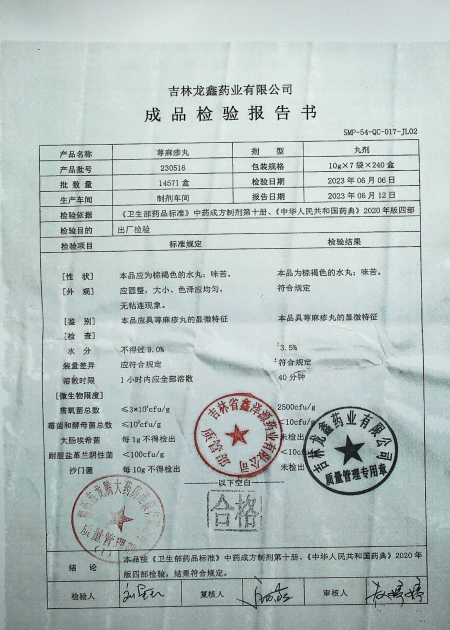 吉林龙鑫药业有限公司
成品检验报告书
SMP-54-QC-017-JL02
产品名称 荨麻疹丸 剂型 丸剂
产品批号 230516 包装规格 10g×7袋×240盒
批数量 14571盒 检验日期 2023年06月06日
生产车间 制剂车间 报告日期 2023年06月12日
检验依据 《卫生部药品标准》中药成方制剂第十册、《中华人民共和国药典》2020年版四部
检验目的 出厂检验
检验项目 标准规定 检验结果
[性状] 本品应为棕褐色的水丸；味苦。 本品为棕褐色的水丸；味苦。
[外观] 应圆整，大小、色泽应均匀， 符合规定
无粘连现象。
[鉴别] 本品应具荨麻疹丸的显微特征 本品具荨麻疹丸的显微特征
[检查]
水分 不得过9.0% 3.5%
装量差异 应符合规定 符合规定
溶散时限 1小时内应全部溶散 40分钟
[微生物限度]
需氧菌总数 ≤3×10⁴cfu/g 2500cfu/g
霉菌和酵母菌总数 ≤10²cfu/g <10cfu/g
大肠埃希菌 每1g不得检出 未检出
耐胆盐革兰阴性菌 ≤100cfu/g <10cfu/g
沙门菌 每10g不得检出 未检出
以下空白
吉林省鑫泽源药业有限公司
质管部
吉林龙鑫药业有限公司
质量管理专用章
合格
质量管理部
(1)
结论 本品按《卫生部药品标准》中药成方制剂第十册、《中华人民共和国药典》2020年
版四部检验，结果符合规定。
检验人 复核人 审核人